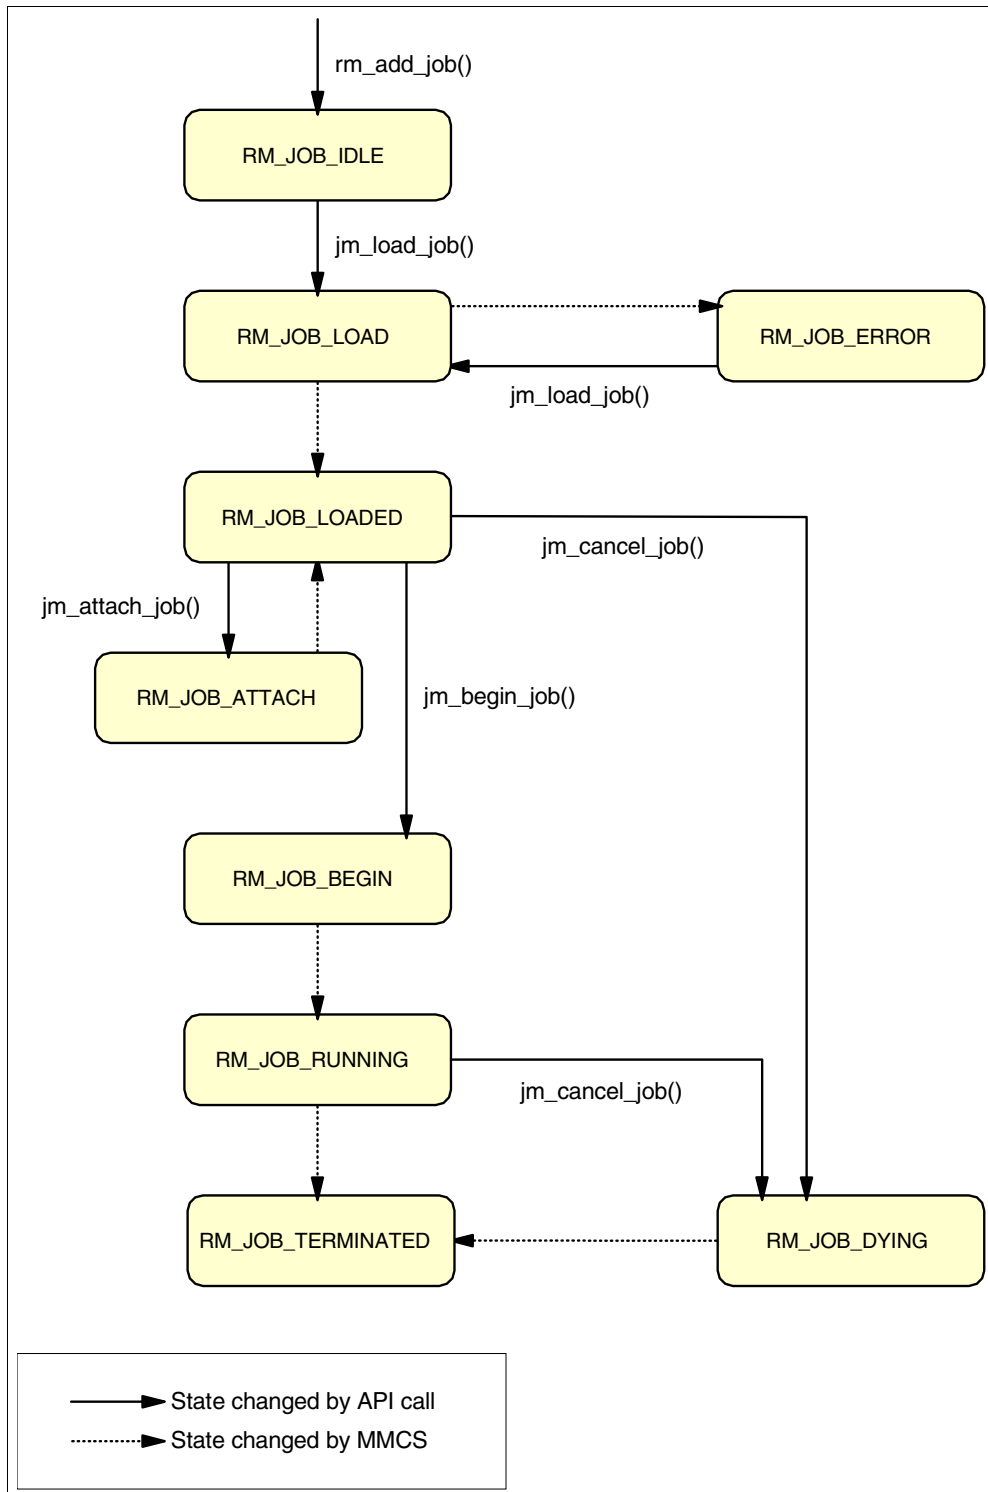 rm_add_job()
RM_JOB_IDLE
jm_load_job()
RM_JOB_LOAD
RM_JOB_ERROR
jm_load_job()
RM_JOB_LOADED
jm_cancel_job()
jm_attach_job()
RM_JOB_ATTACH
jm_begin_job()
RM_JOB_BEGIN
RM_JOB_RUNNING
jm_cancel_job()
RM_JOB_TERMINATED
RM_JOB_DYING
State changed by API call
State changed by MMCS